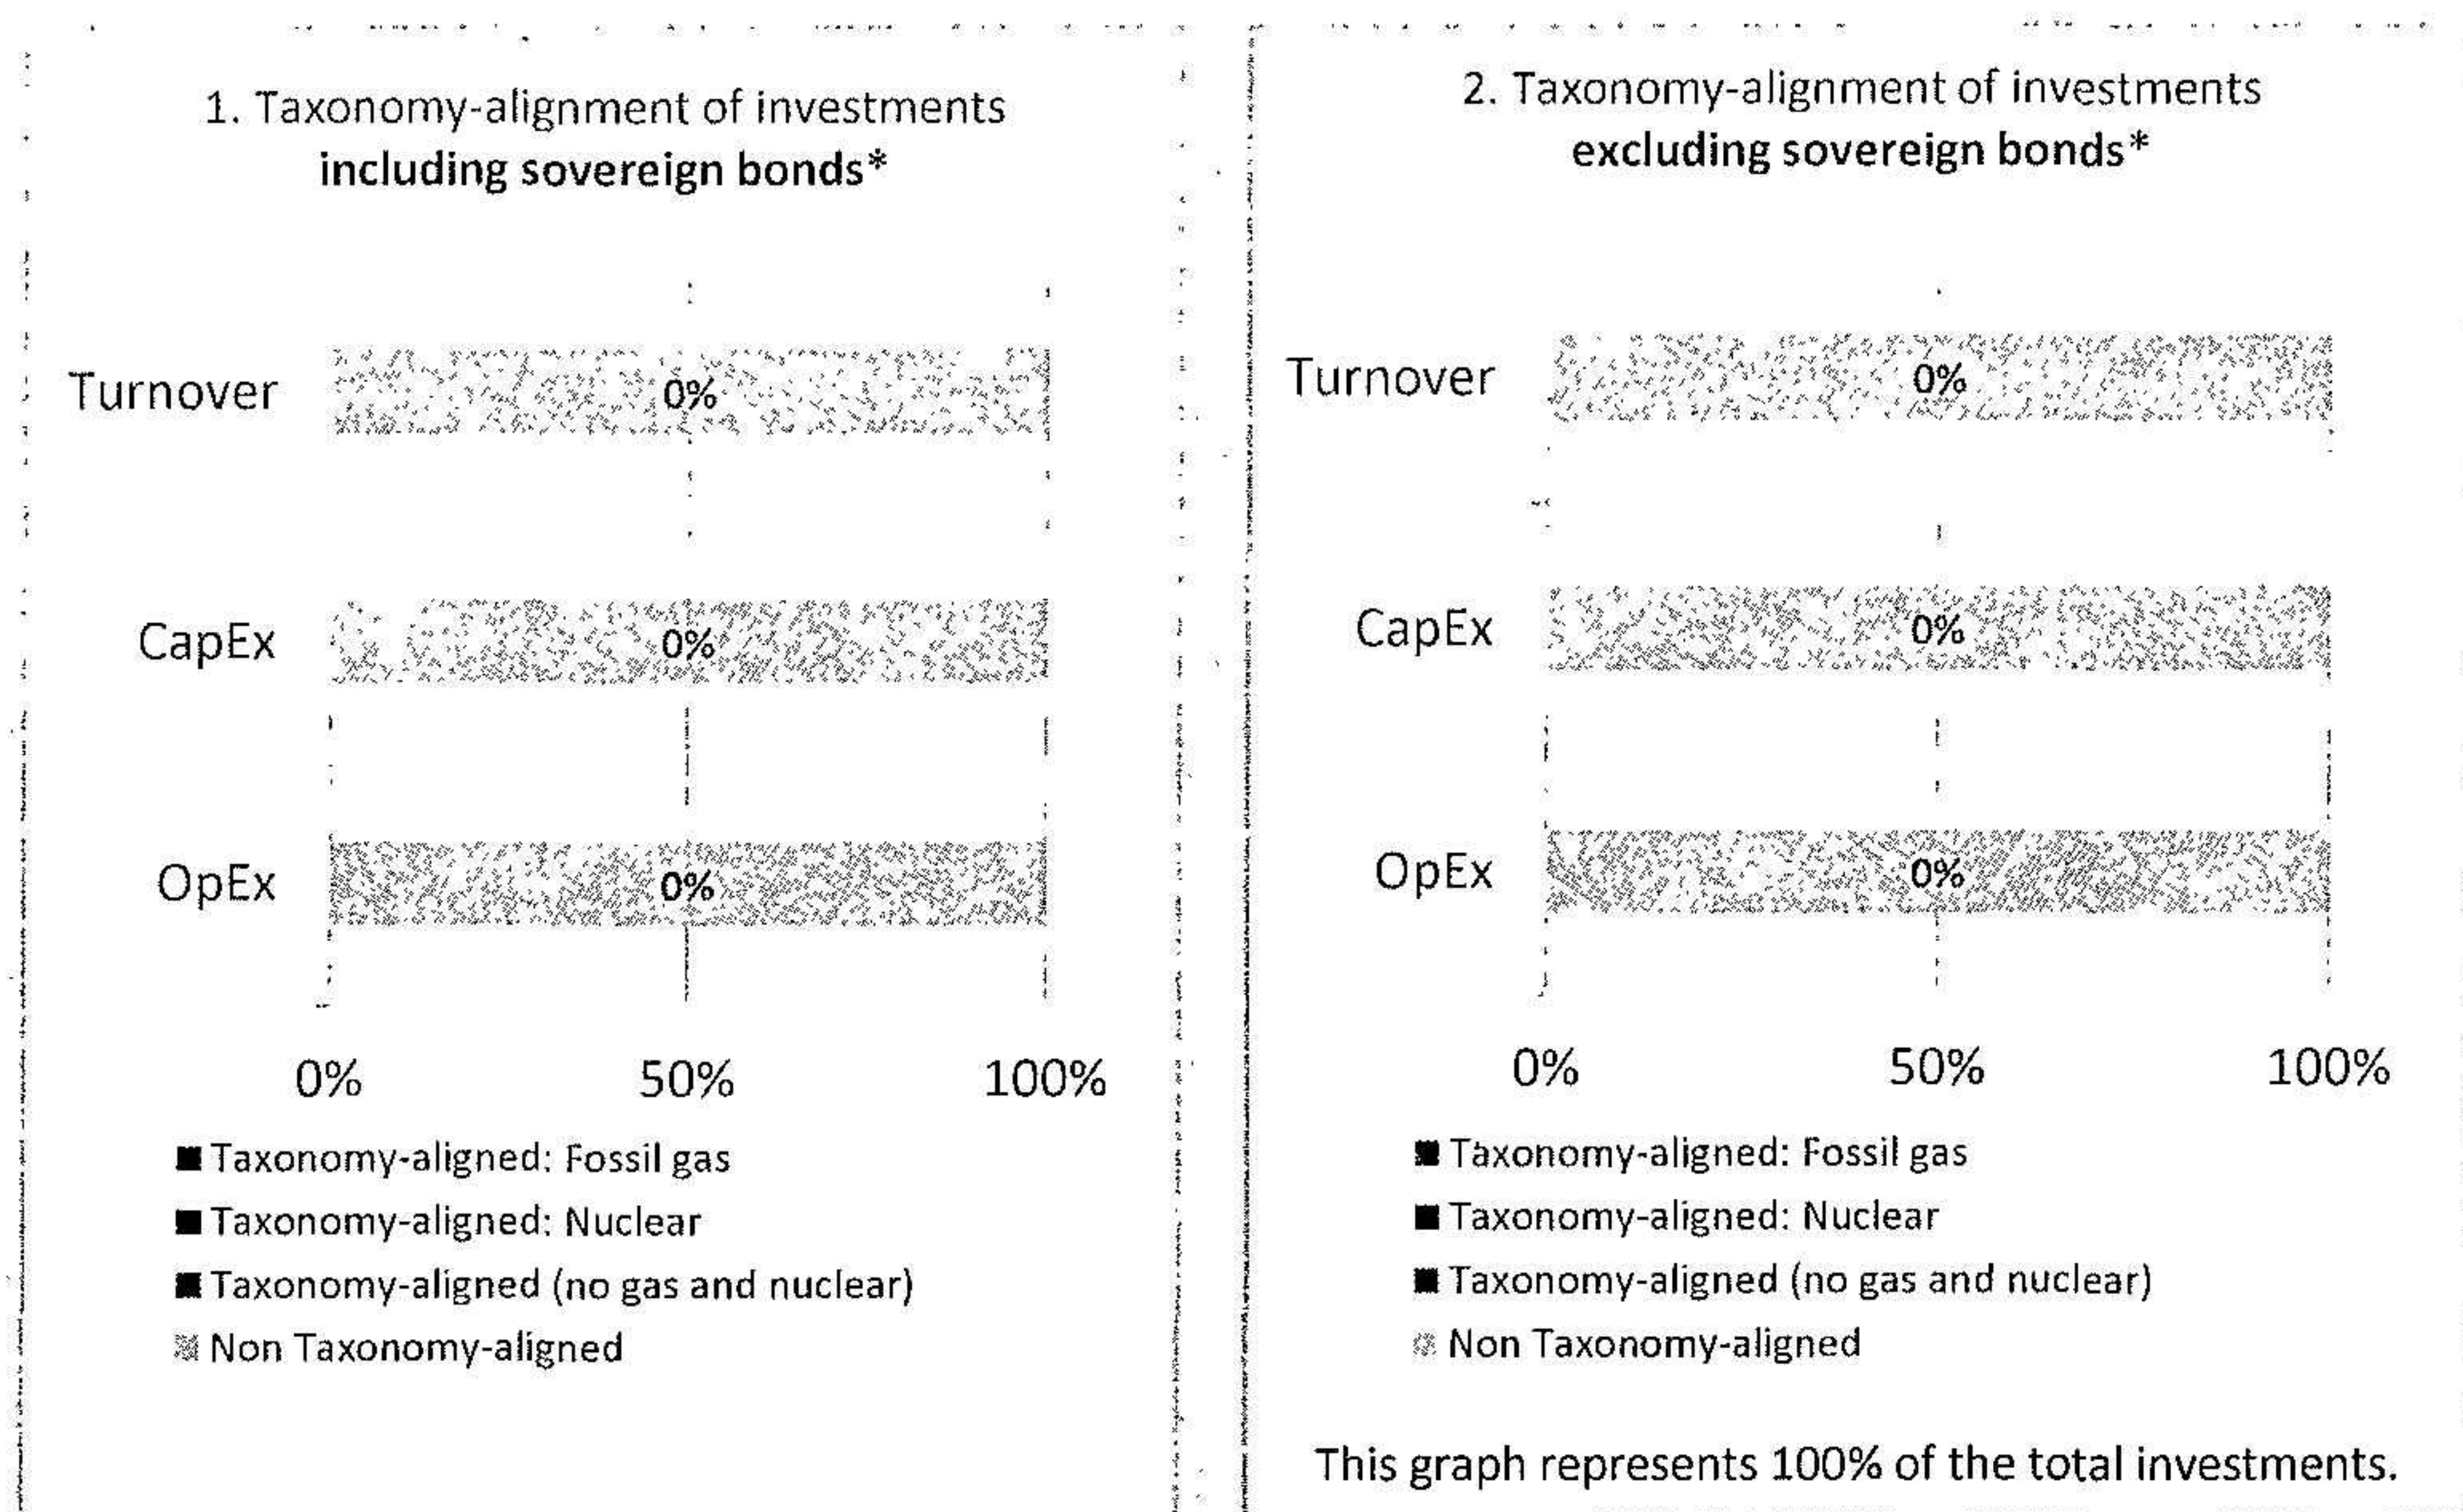 1. Taxonomy-alignment of investments
including sovereign bonds*
Turnover
0%
CapEx
0%
OpEx
0%
0% 50% 100%
Taxonomy-aligned: Fossil gas
Taxonomy-aligned: Nuclear
Taxonomy-aligned (no gas and nuclear)
Non Taxonomy-aligned
2. Taxonomy-alignment of investments
excluding sovereign bonds*
Turnover
0%
CapEx
0%
OpEx
0%
0% 50% 100%
Taxonomy-aligned: Fossil gas
Taxonomy-aligned: Nuclear
Taxonomy-aligned (no gas and nuclear)
Non Taxonomy-aligned
This graph represents 100% of the total investments.